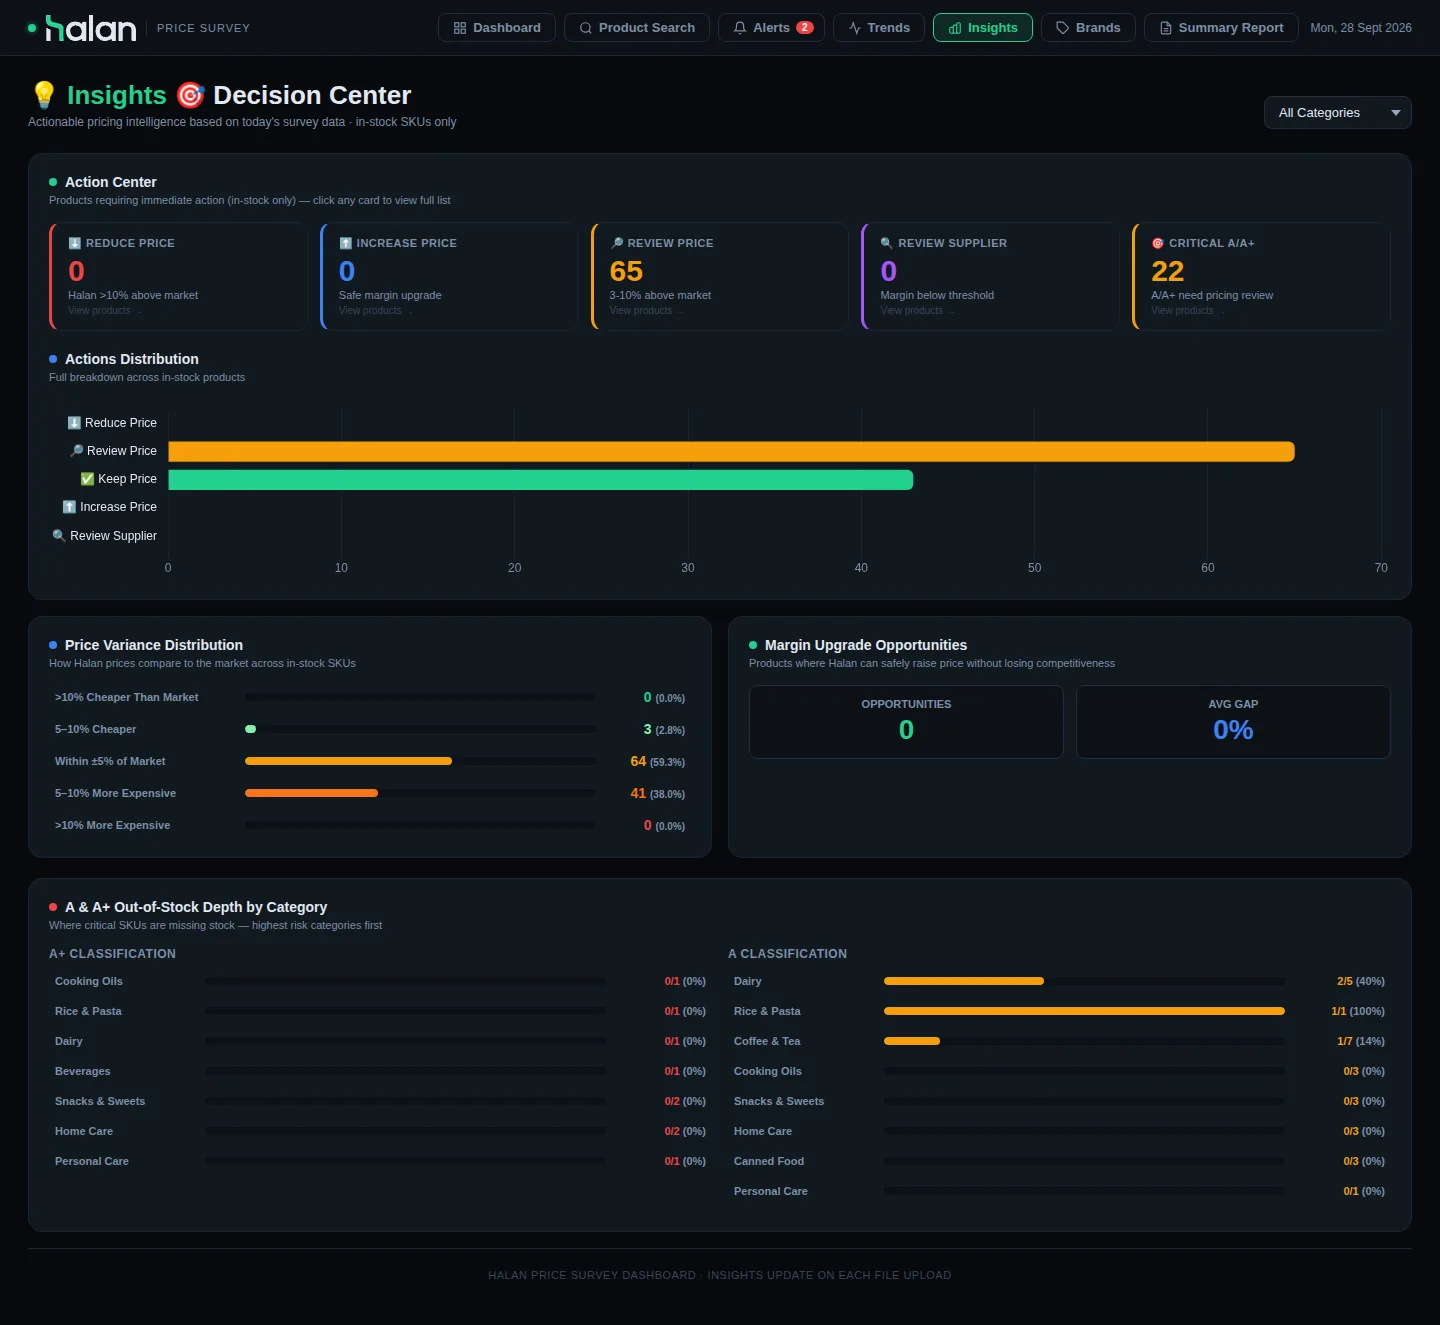 halan PRICE SURVEY Dashboard Product Search Alerts 2 Trends Insights Brands Summary Report Mon, 28 Sept 2026
💡 Insights 🎯 Decision Center
Actionable pricing intelligence based on today's survey data · in-stock SKUs only
All Categories
Action Center
Products requiring immediate action (in-stock only) — click any card to view full list
⬇️ REDUCE PRICE
0
Halan >10% above market
View products →
⬆️ INCREASE PRICE
0
Safe margin upgrade
View products →
🔎 REVIEW PRICE
65
3-10% above market
View products →
🔍 REVIEW SUPPLIER
0
Margin below threshold
View products →
🎯 CRITICAL A/A+
22
A/A+ need pricing review
View products →
Actions Distribution
Full breakdown across in-stock products
⬇️ Reduce Price
🔎 Review Price
✅ Keep Price
⬆️ Increase Price
🔍 Review Supplier
0 10 20 30 40 50 60 70
Price Variance Distribution
How Halan prices compare to the market across in-stock SKUs
>10% Cheaper Than Market 0 (0.0%)
5–10% Cheaper 3 (2.8%)
Within ±5% of Market 64 (59.3%)
5–10% More Expensive 41 (38.0%)
>10% More Expensive 0 (0.0%)
Margin Upgrade Opportunities
Products where Halan can safely raise price without losing competitiveness
OPPORTUNITIES
0
AVG GAP
0%
A & A+ Out-of-Stock Depth by Category
Where critical SKUs are missing stock — highest risk categories first
A+ CLASSIFICATION
Cooking Oils 0/1 (0%)
Rice & Pasta 0/1 (0%)
Dairy 0/1 (0%)
Beverages 0/1 (0%)
Snacks & Sweets 0/2 (0%)
Home Care 0/2 (0%)
Personal Care 0/1 (0%)
A CLASSIFICATION
Dairy 2/5 (40%)
Rice & Pasta 1/1 (100%)
Coffee & Tea 1/7 (14%)
Cooking Oils 0/3 (0%)
Snacks & Sweets 0/3 (0%)
Home Care 0/3 (0%)
Canned Food 0/3 (0%)
Personal Care 0/1 (0%)
HALAN PRICE SURVEY DASHBOARD · INSIGHTS UPDATE ON EACH FILE UPLOAD